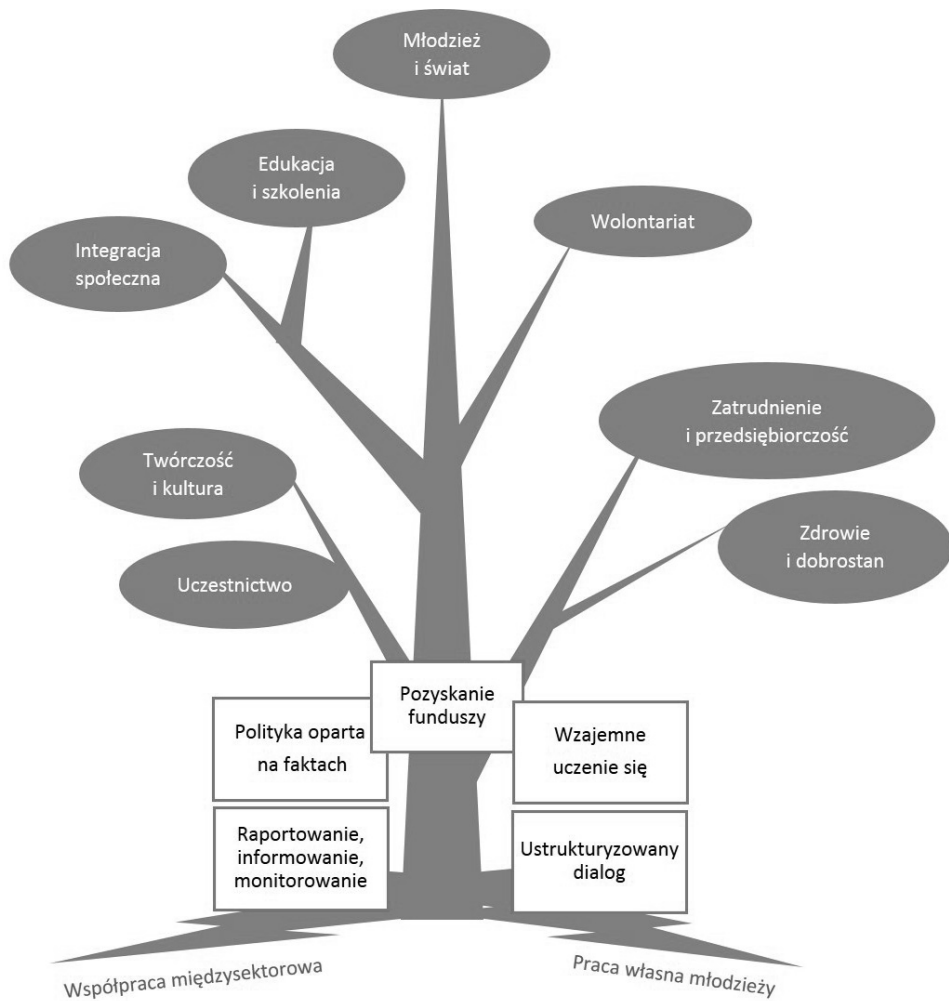 Młodzież
i świat
Edukacja
i szkolenia
Wolontariat
Integracja
społeczna
Zatrudnienie
i przedsiębiorczość
Twórczość
i kultura
Zdrowie
i dobrostan
Uczestnictwo
Pozyskanie
funduszy
Polityka oparta
na faktach
Wzajemne
uczenie się
Raportowanie,
informowanie,
monitorowanie
Ustrukturyzowany
dialog
Współpraca międzysektorowa
Praca własna młodzieży